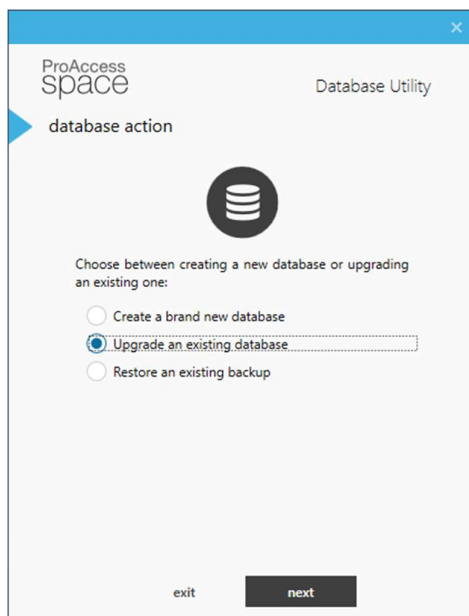 ProAccess
space
Database Utility
database action
Choose between creating a new database or upgrading
an existing one:
Create a brand new database
Upgrade an existing database
Restore an existing backup
exit
next